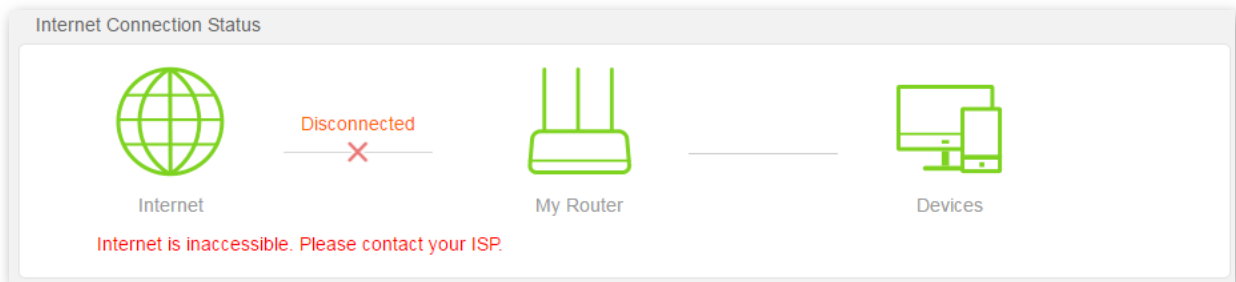 Internet Connection Status
Disconnected
Internet
My Router
Devices
Internet is inaccessible. Please contact your ISP.